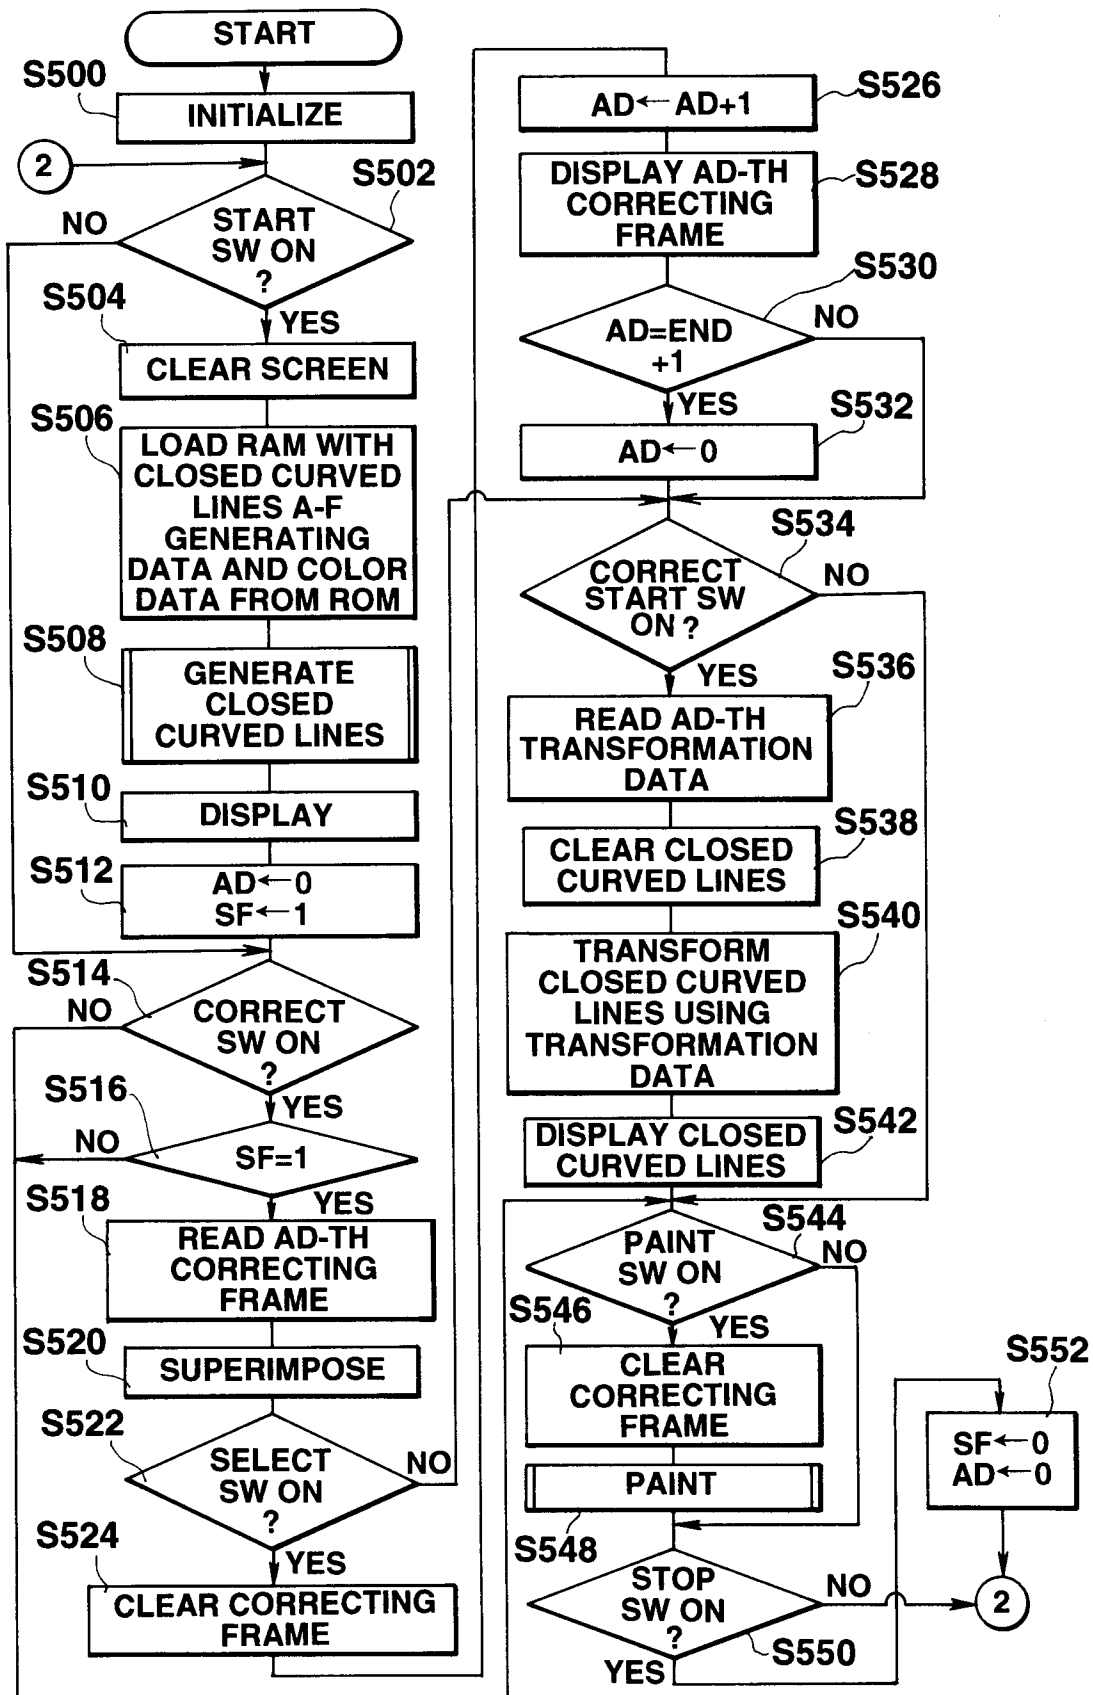 START
S500
INITIALIZE
2
S502
NO
START
SW ON
?
YES
S504
CLEAR SCREEN
S506
LOAD RAM WITH
CLOSED CURVED
LINES A-F
GENERATING
DATA AND COLOR
DATA FROM ROM
S508
GENERATE
CLOSED
CURVED LINES
S510
DISPLAY
S512
AD←0
SF←1
S514
NO
CORRECT
SW ON
?
YES
S516
NO
SF=1
YES
S518
READ AD-TH
CORRECTING
FRAME
S520
SUPERIMPOSE
S522
SELECT
SW ON
?
NO
YES
S524
CLEAR CORRECTING
FRAME
S526
AD←AD+1
S528
DISPLAY AD-TH
CORRECTING
FRAME
S530
AD=END
+1
NO
YES
S532
AD←0
S534
CORRECT
START SW
ON ?
NO
YES
S536
READ AD-TH
TRANSFORMATION
DATA
S538
CLEAR CLOSED
CURVED LINES
S540
TRANSFORM
CLOSED CURVED
LINES USING
TRANSFORMATION
DATA
S542
DISPLAY CLOSED
CURVED LINES
S544
PAINT
SW ON
?
NO
YES
S546
CLEAR
CORRECTING
FRAME
PAINT
S548
STOP
SW ON
?
NO
S550
YES
S552
SF←0
AD←0
2